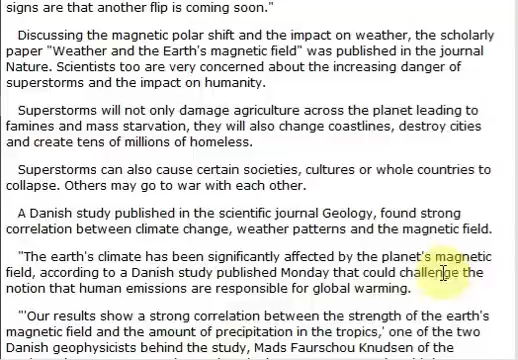 signs are that another flip is coming soon."
Discussing the magnetic polar shift and the impact on weather, the scholarly
paper "Weather and the Earth's magnetic field" was published in the journal
Nature. Scientists too are very concerned about the increasing danger of
superstorms and the impact on humanity.
Superstorms will not only damage agriculture across the planet leading to
famines and mass starvation, they will also change coastlines, destroy cities
and create tens of millions of homeless.
Superstorms can also cause certain societies, cultures or whole countries to
collapse. Others may go to war with each other.
A Danish study published in the scientific journal Geology, found strong
correlation between climate change, weather patterns and the magnetic field.
"The earth's climate has been significantly affected by the planet's magnetic
field, according to a Danish study published Monday that could challenge the
notion that human emissions are responsible for global warming.
"'Our results show a strong correlation between the strength of the earth's
magnetic field and the amount of precipitation in the tropics,' one of the two
Danish geophysicists behind the study, Mads Faurschou Knudsen of the